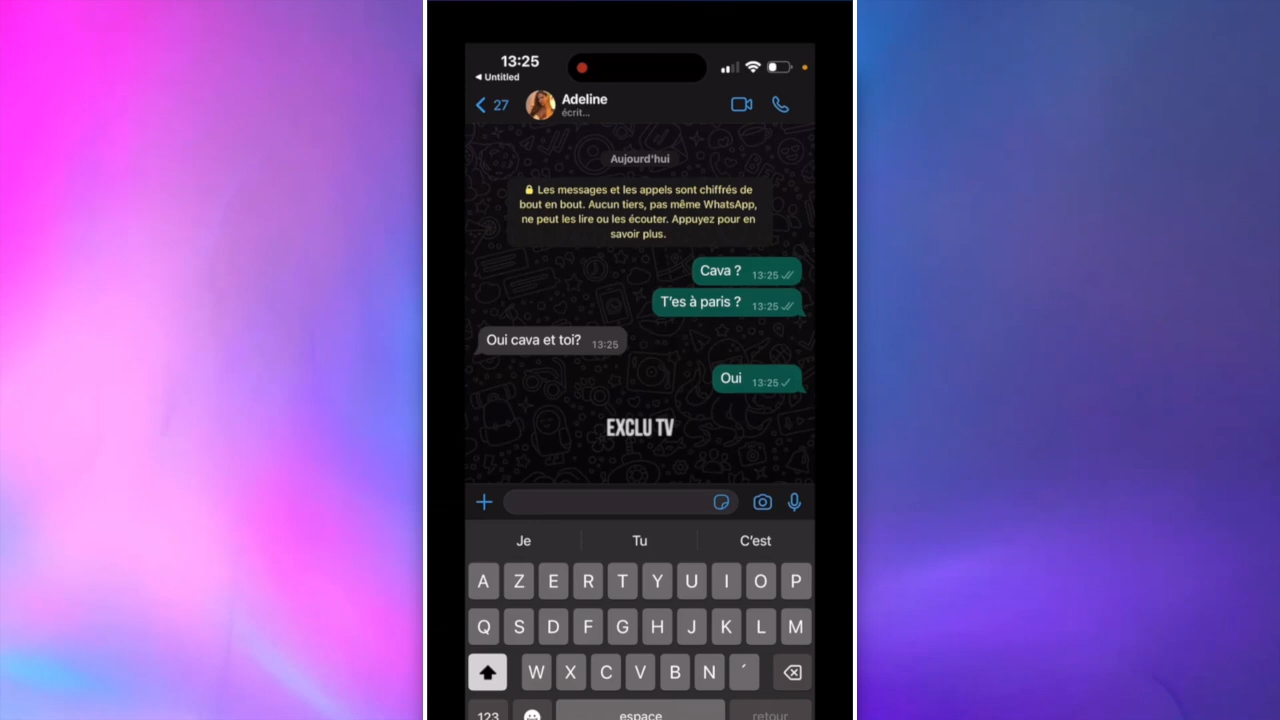 13:25
◀ Untitled
27
Adeline
écrit...
Aujourd'hui
Les messages et les appels sont chiffrés de
bout en bout. Aucun tiers, pas même WhatsApp,
ne peut les lire ou les écouter. Appuyez pour en
savoir plus.
Cava ? 13:25
T'es à paris ? 13:25
Oui cava et toi? 13:25
Oui 13:25
EXCLU TV
Je Tu C'est
A Z E R T Y U I O P
Q S D F G H J K L M
W X C V B N ´
123 espace retour